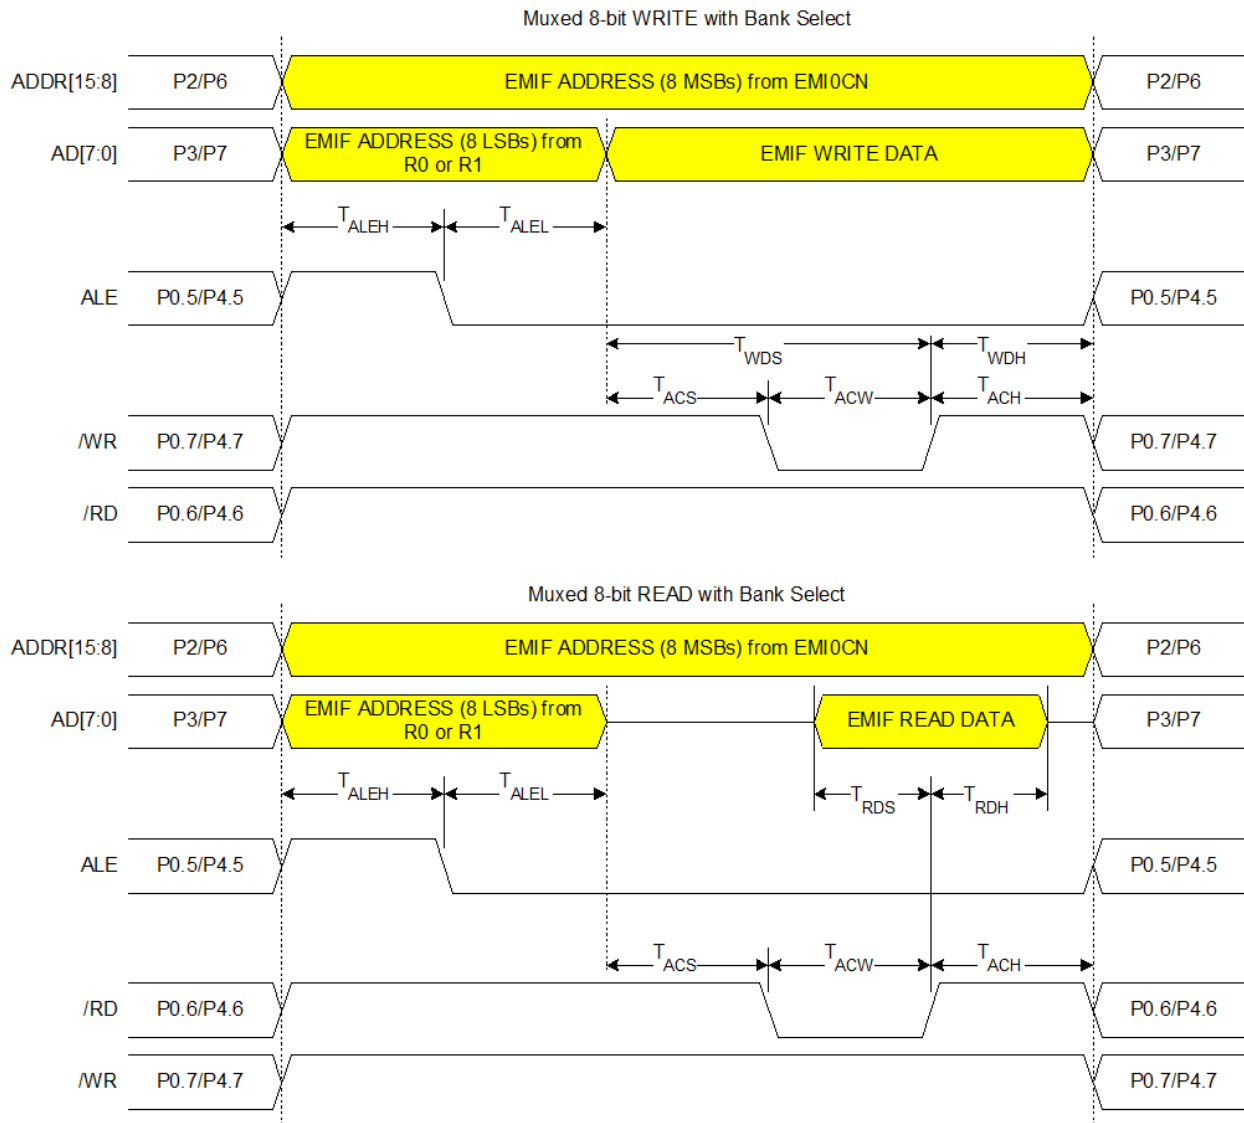 Muxed 8-bit WRITE with Bank Select
ADDR[15:8] P2/P6 EMIF ADDRESS (8 MSBs) from EMI0CN P2/P6
AD[7:0] P3/P7 EMIF ADDRESS (8 LSBs) from R0 or R1 EMIF WRITE DATA P3/P7
TALEH TALEL
ALE P0.5/P4.5 P0.5/P4.5
TWDS TWDH
TACS TACW TACH
/WR P0.7/P4.7 P0.7/P4.7
/RD P0.6/P4.6 P0.6/P4.6
Muxed 8-bit READ with Bank Select
ADDR[15:8] P2/P6 EMIF ADDRESS (8 MSBs) from EMI0CN P2/P6
AD[7:0] P3/P7 EMIF ADDRESS (8 LSBs) from R0 or R1 EMIF READ DATA P3/P7
TALEH TALEL TRDS TRDH
ALE P0.5/P4.5 P0.5/P4.5
TACS TACW TACH
/RD P0.6/P4.6 P0.6/P4.6
/WR P0.7/P4.7 P0.7/P4.7